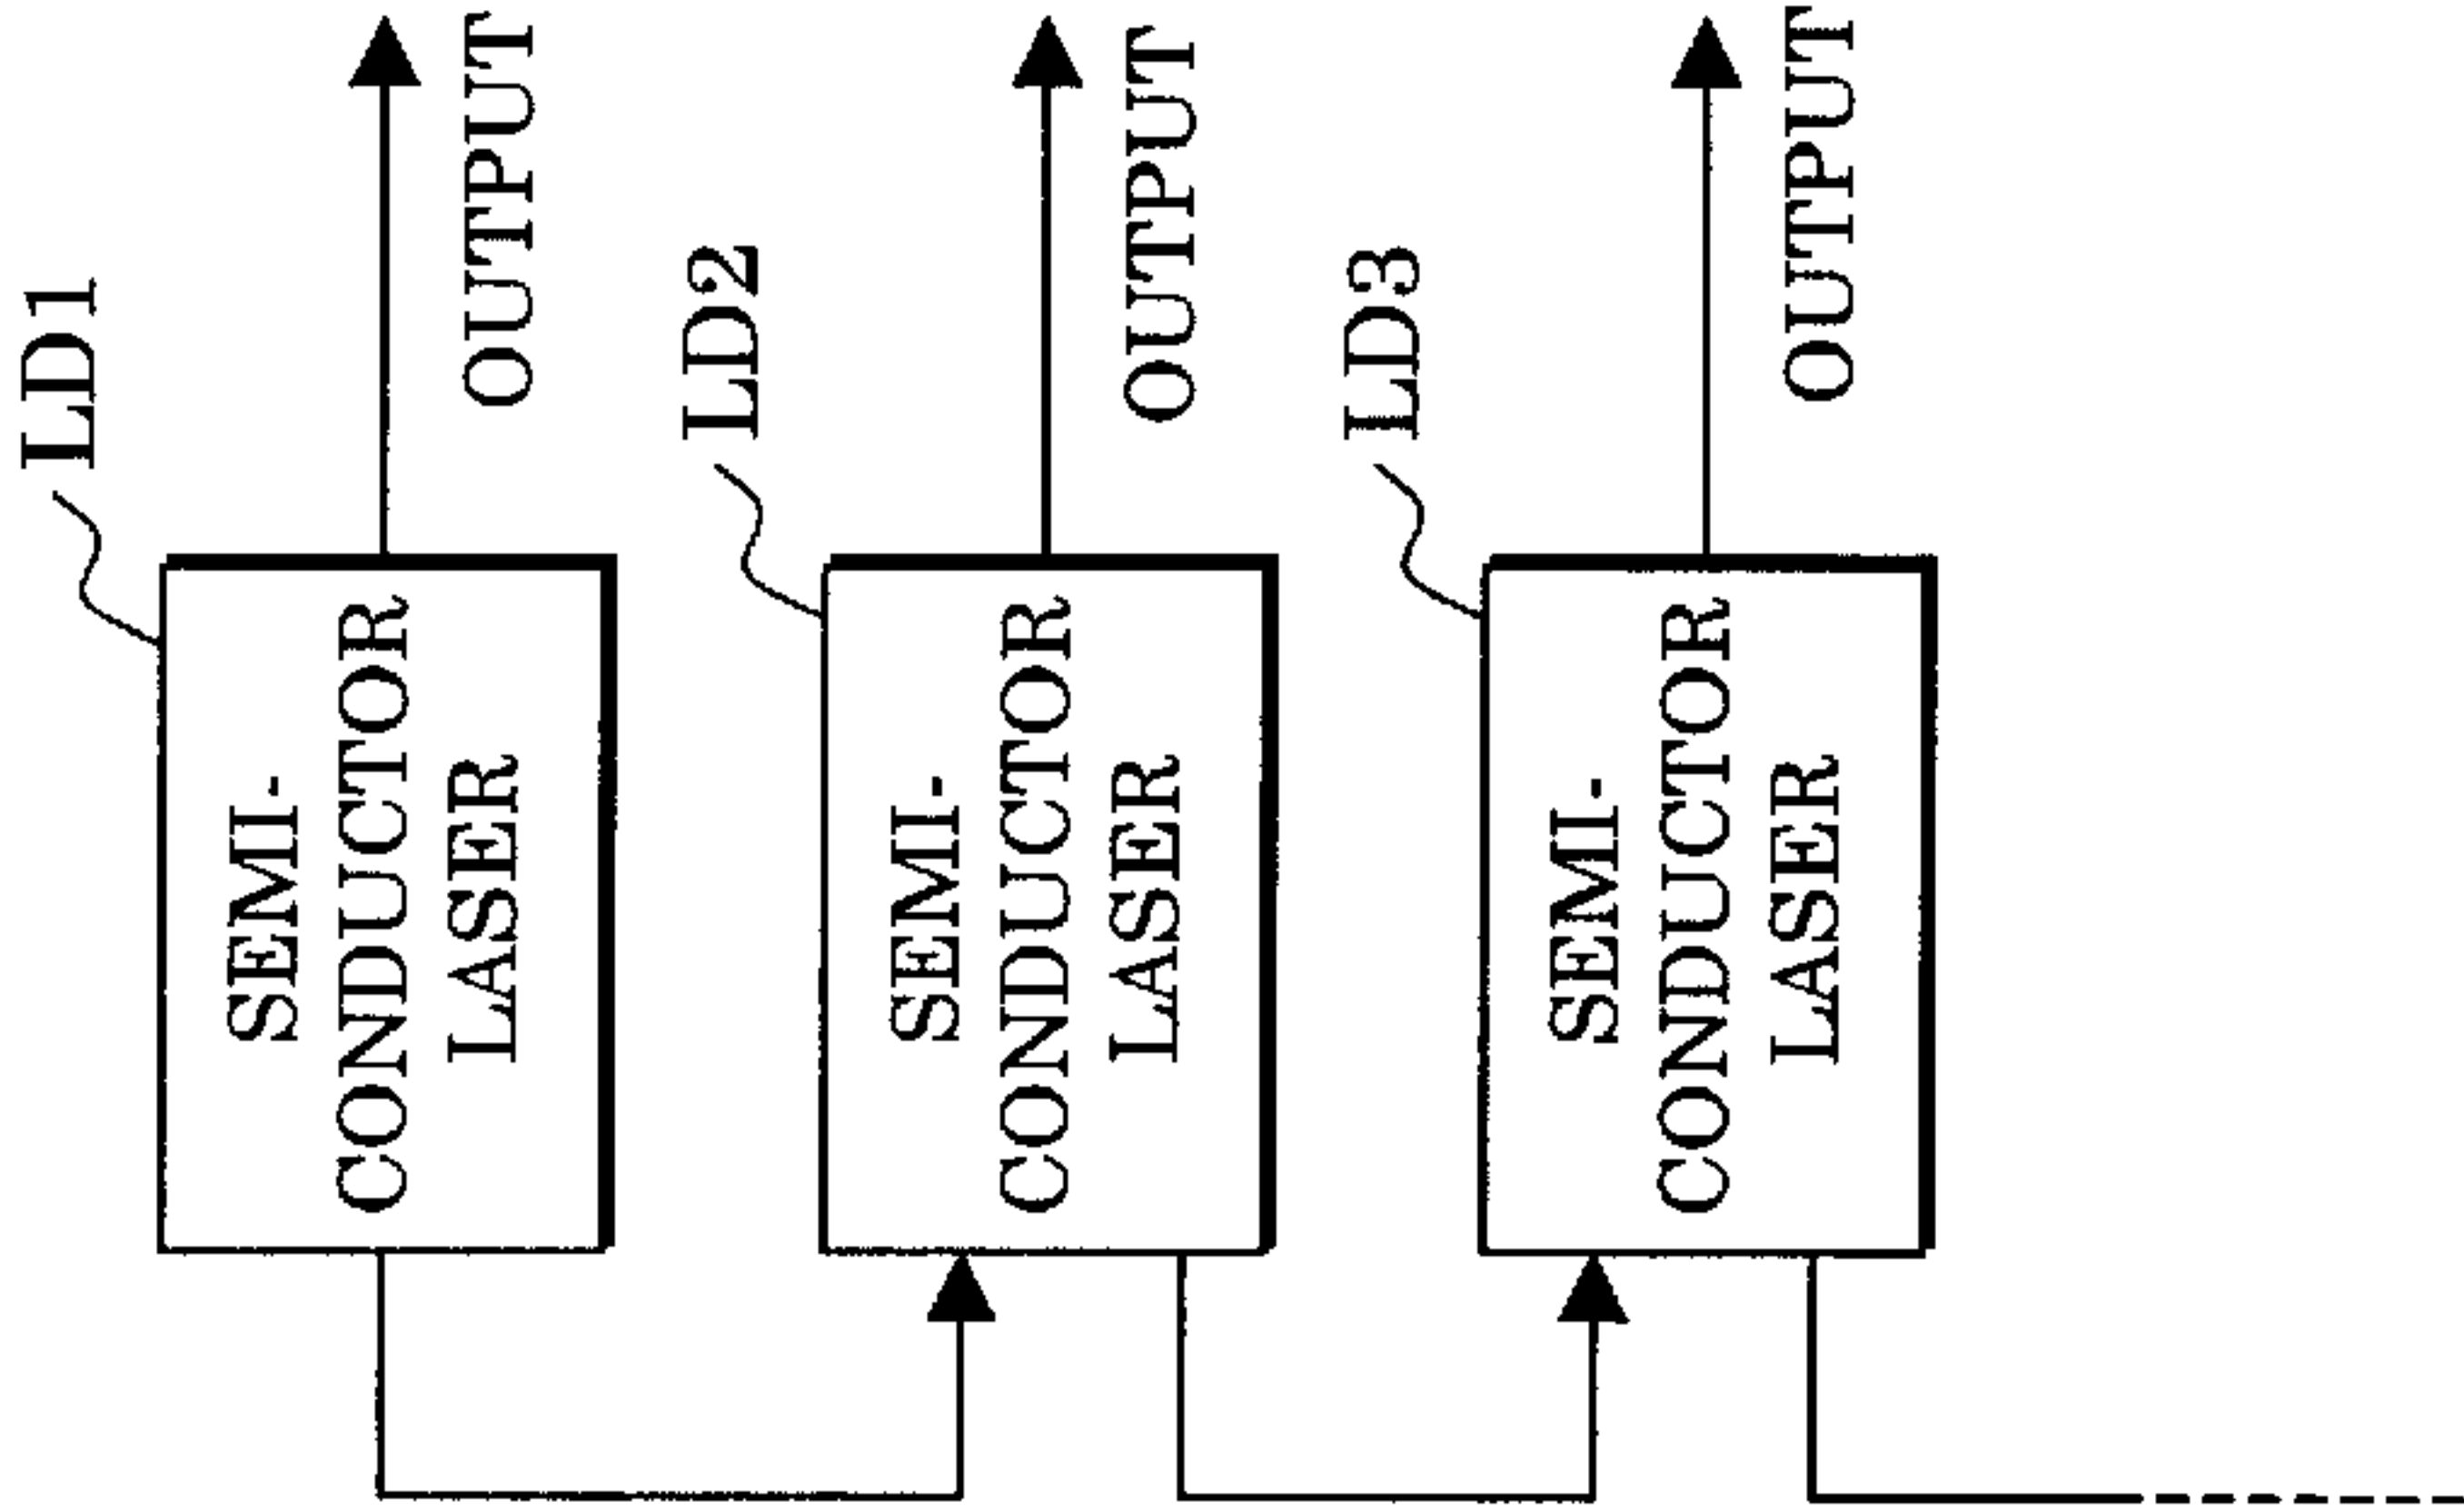 LD1
SEMI-
CONDUCTOR
LASER
OUTPUT
LD2
SEMI-
CONDUCTOR
LASER
OUTPUT
LD3
SEMI-
CONDUCTOR
LASER
OUTPUT